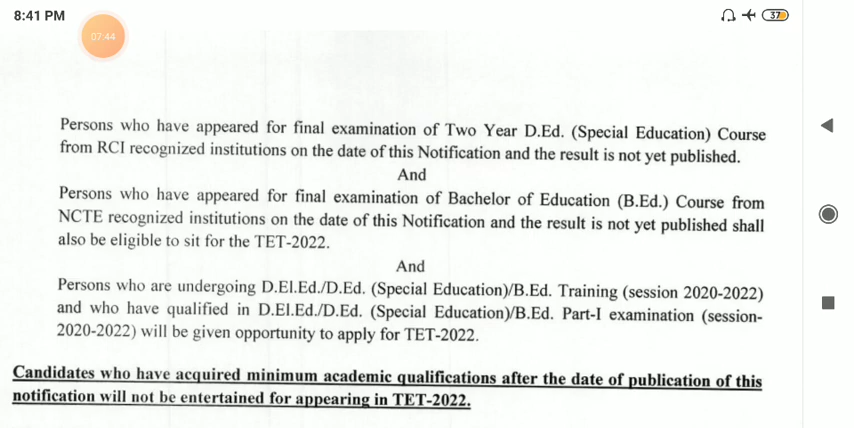 8:41 PM
37
07:44
Persons who have appeared for final examination of Two Year D.Ed. (Special Education) Course
from RCI recognized institutions on the date of this Notification and the result is not yet published.
And
Persons who have appeared for final examination of Bachelor of Education (B.Ed.) Course from
NCTE recognized institutions on the date of this Notification and the result is not yet published shall
also be eligible to sit for the TET-2022.
And
Persons who are undergoing D.El.Ed./D.Ed. (Special Education)/B.Ed. Training (session 2020-2022)
and who have qualified in D.El.Ed./D.Ed. (Special Education)/B.Ed. Part-I examination (session-
2020-2022) will be given opportunity to apply for TET-2022.
Candidates who have acquired minimum academic qualifications after the date of publication of this
notification will not be entertained for appearing in TET-2022.